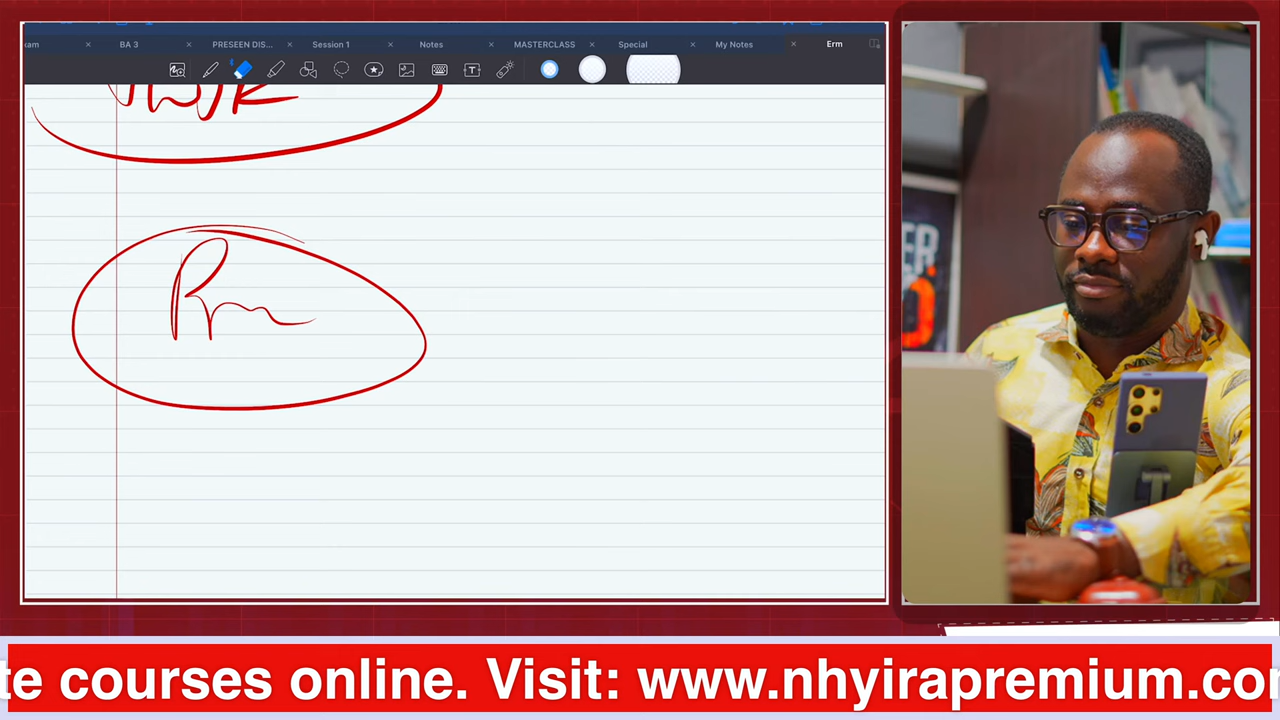 am BA 3 PRESEEN DIS... Session 1 Notes MASTERCLASS Special My Notes Erm
Rm
te courses online. Visit: www.nhyirapremium.co